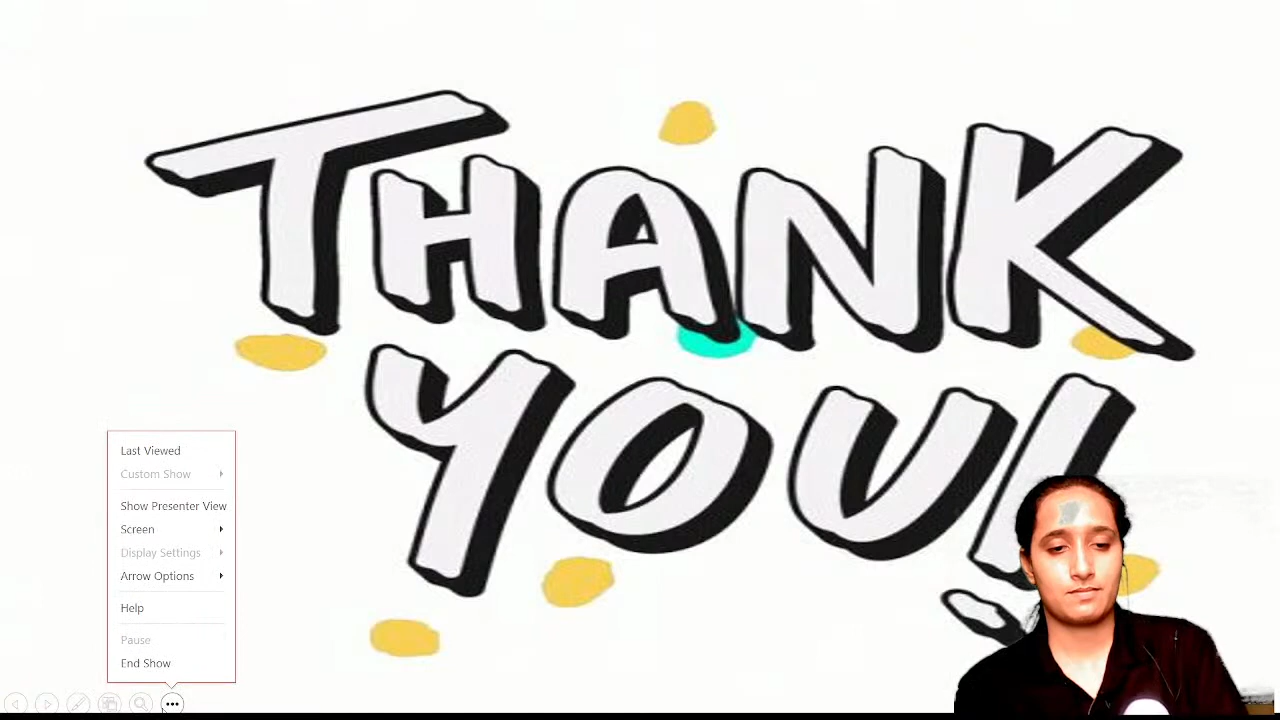 THANK
YOU!
Last Viewed
Custom Show
Show Presenter View
Screen
Display Settings
Arrow Options
Help
Pause
End Show